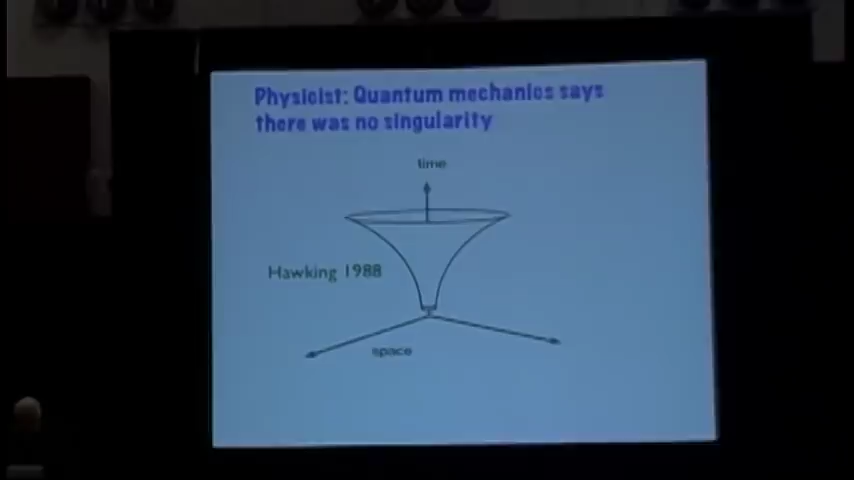 Physicist: Quantum mechanics says
there was no singularity
time
Hawking 1988
space